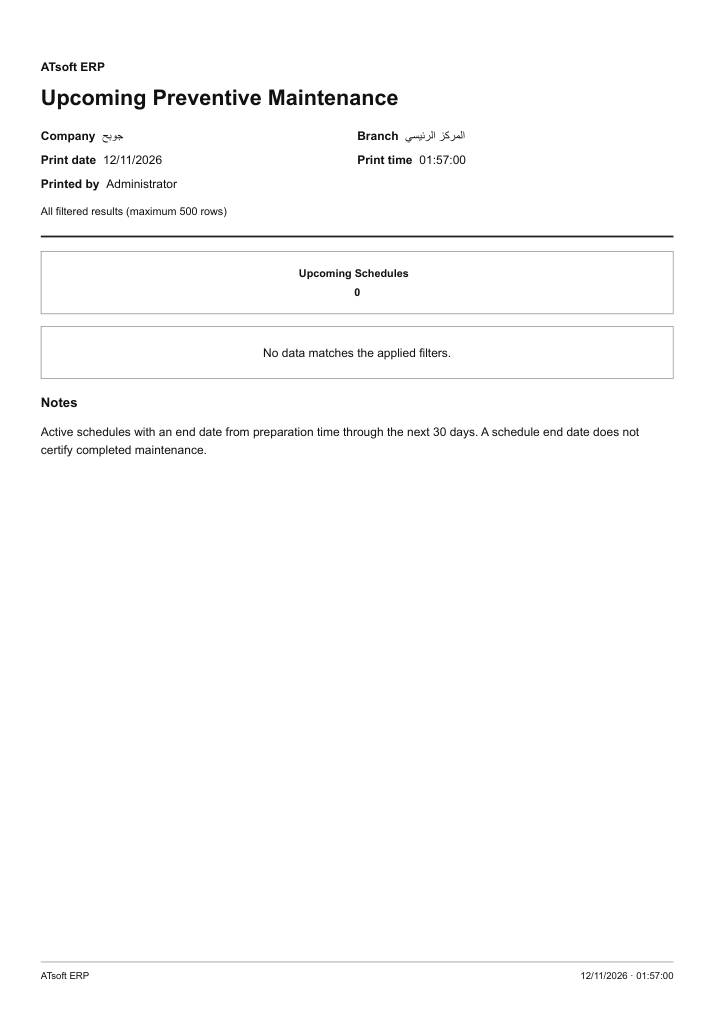 ATsoft ERP
Upcoming Preventive Maintenance
Company جويح
Branch المركز الرئيسي
Print date 12/11/2026
Print time 01:57:00
Printed by Administrator
All filtered results (maximum 500 rows)
Upcoming Schedules
0
No data matches the applied filters.
Notes
Active schedules with an end date from preparation time through the next 30 days. A schedule end date does not
certify completed maintenance.
ATsoft ERP
12/11/2026 · 01:57:00